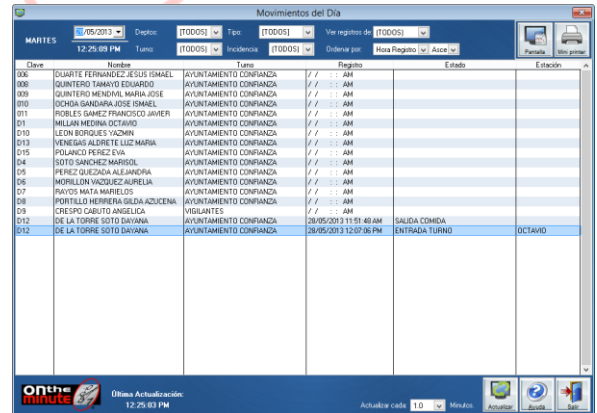 Movimientos del Día
MARTES 28/05/2013 Deptos: (TODOS) Tipo: (TODOS) Ver registros de: (TODOS)
12:25:09 PM Turno: (TODOS) Incidencia: (TODOS) Ordenar por: Hora Registro Asce
Pantalla Mini printer
Clave Nombre Turno Registro Estado Estación
006 DUARTE FERNANDEZ JESUS ISMAEL AYUNTAMIENTO CONFIANZA / / : : AM
008 QUINTERO TAMAYO EDUARDO AYUNTAMIENTO CONFIANZA / / : : AM
009 QUINTERO MENDIVIL MARIA JOSE AYUNTAMIENTO CONFIANZA / / : : AM
010 OCHOA GANDARA JOSE ISMAEL AYUNTAMIENTO CONFIANZA / / : : AM
011 ROBLES GAMEZ FRANCISCO JAVIER AYUNTAMIENTO CONFIANZA / / : : AM
D1 MILLAN MEDINA OCTAVIO AYUNTAMIENTO CONFIANZA / / : : AM
D10 LEON BORQUES YAZMIN AYUNTAMIENTO CONFIANZA / / : : AM
D13 VENEGAS ALDRETE LUZ MARIA AYUNTAMIENTO CONFIANZA / / : : AM
D15 POLANCO PEREZ EVA AYUNTAMIENTO CONFIANZA / / : : AM
D4 SOTO SANCHEZ MARISOL AYUNTAMIENTO CONFIANZA / / : : AM
D5 PEREZ QUEZADA ALEJANDRA AYUNTAMIENTO CONFIANZA / / : : AM
D6 MORILLON VAZQUEZ AURELIA AYUNTAMIENTO CONFIANZA / / : : AM
D7 RAYOS MATA MARIELOS AYUNTAMIENTO CONFIANZA / / : : AM
D8 PORTILLO HERRERA GILDA AZUCENA AYUNTAMIENTO CONFIANZA / / : : AM
D9 CRESPO CABUTO ANGELICA VIGILANTES / / : : AM
D12 DE LA TORRE SOTO DAYANA AYUNTAMIENTO CONFIANZA 28/05/2013 11:51:48 AM SALIDA COMIDA
D12 DE LA TORRE SOTO DAYANA AYUNTAMIENTO CONFIANZA 28/05/2013 12:07:06 PM ENTRADA TURNO OCTAVIO
On the minute Última Actualización:
12:25:03 PM Actualizar cada 1.0 Minutos Actualizar Ayuda Salir